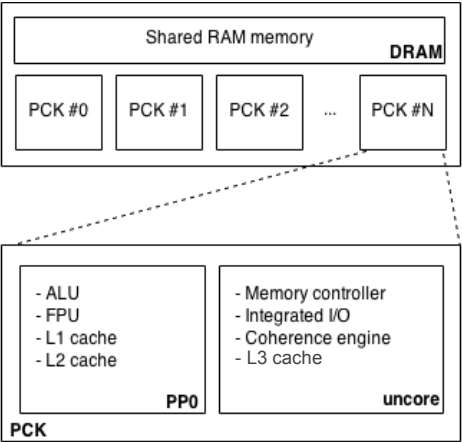 Shared RAM memory
DRAM
PCK #0
PCK #1
PCK #2
...
PCK #N
- ALU
- FPU
- L1 cache
- L2 cache
PP0
- Memory controller
- Integrated I/O
- Coherence engine
- L3 cache
uncore
PCK